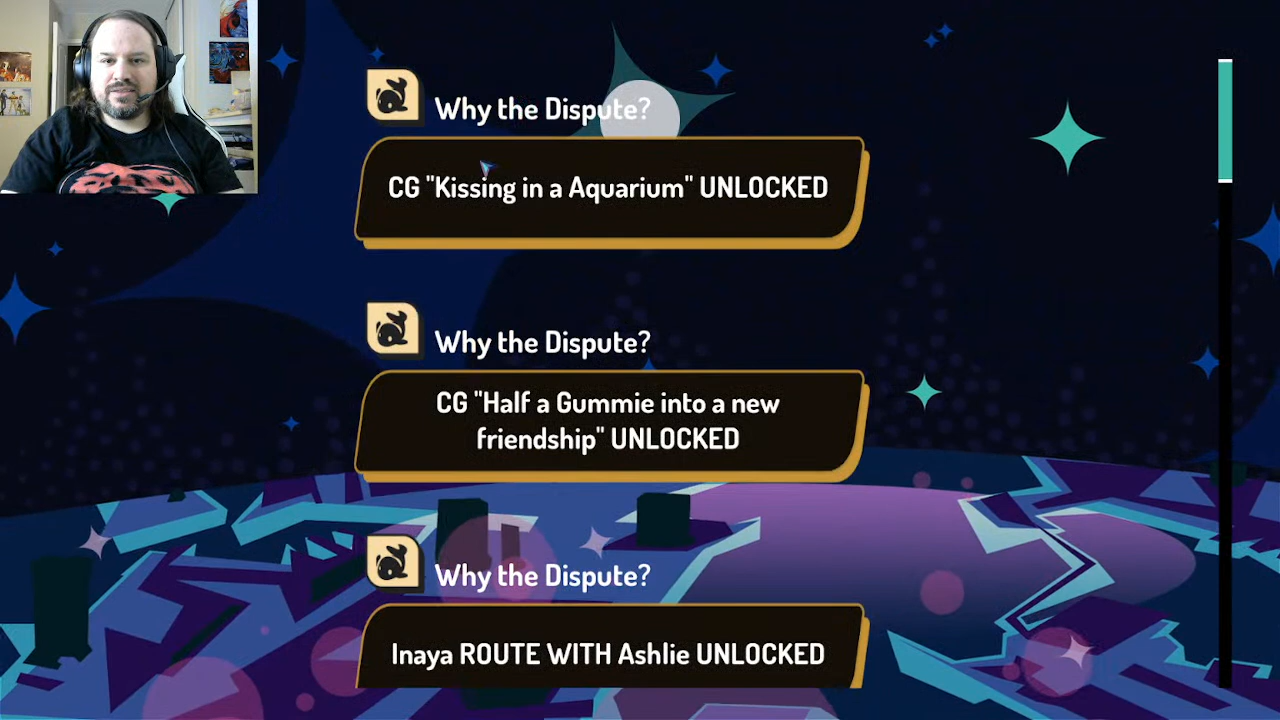 Why the Dispute?
CG "Kissing in a Aquarium" UNLOCKED
Why the Dispute?
CG "Half a Gummie into a new
friendship" UNLOCKED
Why the Dispute?
Inaya ROUTE WITH Ashlie UNLOCKED